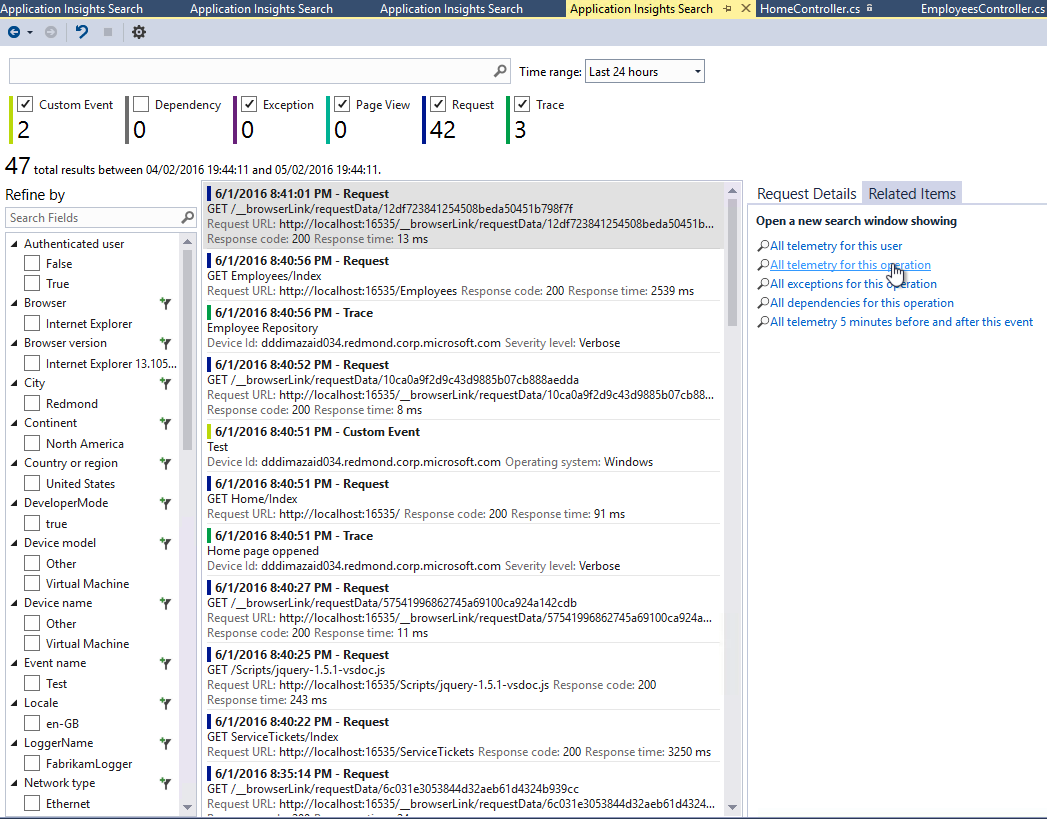 Application Insights Search
Application Insights Search
Application Insights Search
Application Insights Search
HomeController.cs
EmployeesController.cs
Time range: Last 24 hours
Custom Event
2
Dependency
0
Exception
0
Page View
0
Request
42
Trace
3
47 total results between 04/02/2016 19:44:11 and 05/02/2016 19:44:11.
Refine by
Search Fields
Authenticated user
False
True
Browser
Internet Explorer
Browser version
Internet Explorer 13.105...
City
Redmond
Continent
North America
Country or region
United States
DeveloperMode
true
Device model
Other
Virtual Machine
Device name
Other
Virtual Machine
Event name
Test
Locale
en-GB
LoggerName
FabrikamLogger
Network type
Ethernet
6/1/2016 8:41:01 PM - Request
GET /__browserLink/requestData/12df723841254508beda50451b798f7f
Request URL: http://localhost:16535/__browserLink/requestData/12df723841254508beda50451b...
Response code: 200 Response time: 13 ms
6/1/2016 8:40:56 PM - Request
GET Employees/Index
Request URL: http://localhost:16535/Employees Response code: 200 Response time: 2539 ms
6/1/2016 8:40:56 PM - Trace
Employee Repository
Device Id: dddimazaid034.redmond.corp.microsoft.com Severity level: Verbose
6/1/2016 8:40:52 PM - Request
GET /__browserLink/requestData/10ca0a9f2d9c43d9885b07cb888aedda
Request URL: http://localhost:16535/__browserLink/requestData/10ca0a9f2d9c43d9885b07cb88...
Response code: 200 Response time: 8 ms
6/1/2016 8:40:51 PM - Custom Event
Test
Device Id: dddimazaid034.redmond.corp.microsoft.com Operating system: Windows
6/1/2016 8:40:51 PM - Request
GET Home/Index
Request URL: http://localhost:16535/ Response code: 200 Response time: 91 ms
6/1/2016 8:40:51 PM - Trace
Home page oppened
Device Id: dddimazaid034.redmond.corp.microsoft.com Severity level: Verbose
6/1/2016 8:40:27 PM - Request
GET /__browserLink/requestData/57541996862745a69100ca924a142cdb
Request URL: http://localhost:16535/__browserLink/requestData/57541996862745a69100ca924a...
Response code: 200 Response time: 11 ms
6/1/2016 8:40:25 PM - Request
GET /Scripts/jquery-1.5.1-vsdoc.js
Request URL: http://localhost:16535/Scripts/jquery-1.5.1-vsdoc.js Response code: 200
Response time: 243 ms
6/1/2016 8:40:22 PM - Request
GET ServiceTickets/Index
Request URL: http://localhost:16535/ServiceTickets Response code: 200 Response time: 3250 ms
6/1/2016 8:35:14 PM - Request
GET /__browserLink/requestData/6c031e3053844d32aeb61d4324b939cc
Request URL: http://localhost:16535/__browserLink/requestData/6c031e3053844d32aeb61d4324...
Request Details
Related Items
Open a new search window showing
All telemetry for this user
All telemetry for this operation
All exceptions for this operation
All dependencies for this operation
All telemetry 5 minutes before and after this event